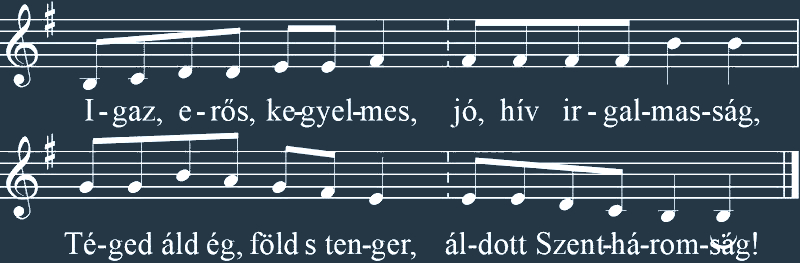 I-gaz, e-rős, ke-gyel-mes, jó, hív ir-gal-mas-ság,
Té-ged áld ég, föld s ten-ger, ál-dott Szent-há-rom-ság!